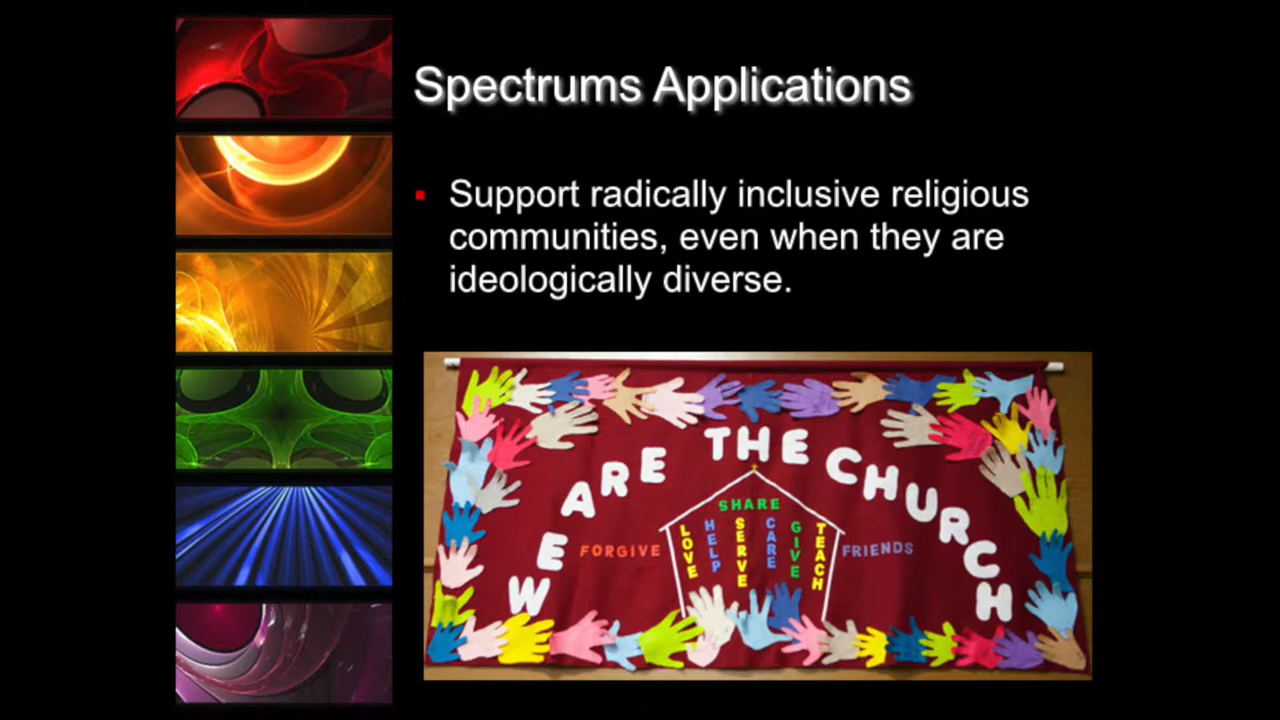 Spectrums Applications
Support radically inclusive religious
communities, even when they are
ideologically diverse.
WE ARE THE CHURCH
SHARE
FORGIVE
LOVE
HELP
SERVE
CARE
GIVE
TEACH
FRIENDS